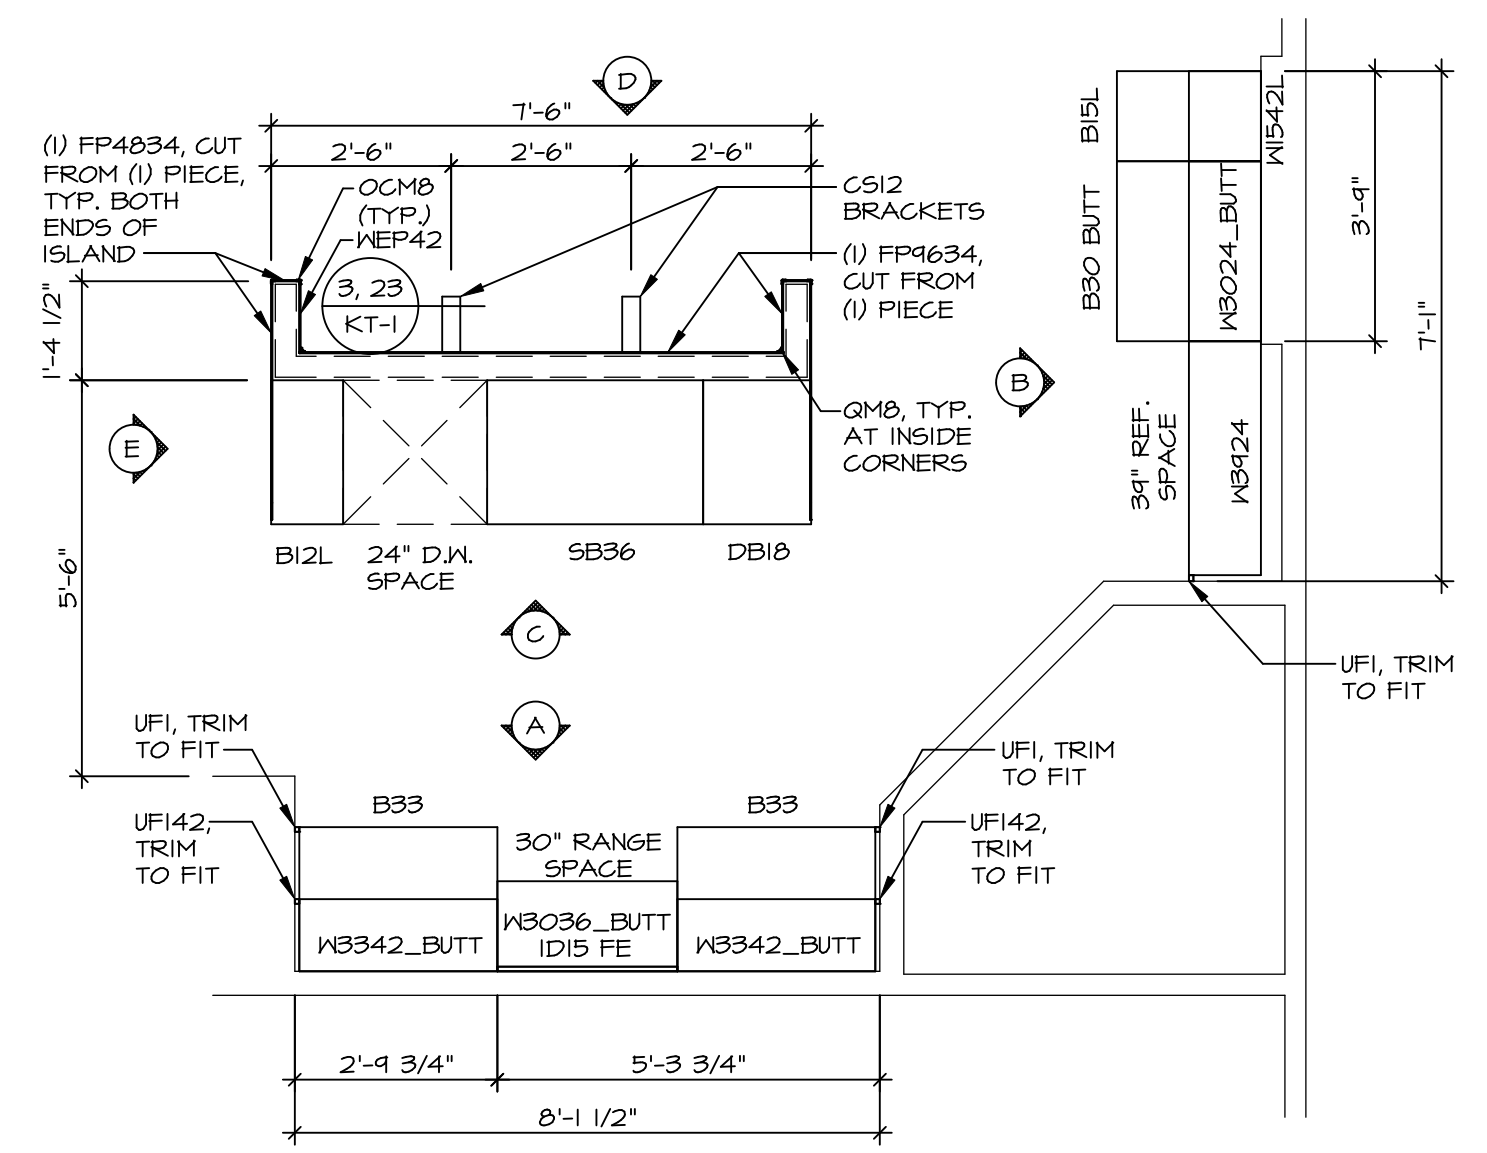 D
7'-6"
2'-6"
2'-6"
2'-6"
(1) FP4834, CUT
FROM (1) PIECE,
TYP. BOTH
ENDS OF
ISLAND
OCM8
(TYP.)
WEP42
3, 23
KT-1
CS12
BRACKETS
(1) FP9634,
CUT FROM
(1) PIECE
QM8, TYP.
AT INSIDE
CORNERS
1'-4 1/2"
5'-6"
E
B
B12L
24" D.W.
SPACE
SB36
DB18
C
A
B15L
W1542L
B30 BUTT
W3024_BUTT
3'-9"
7'-1"
39" REF.
SPACE
W3924
UF1, TRIM
TO FIT
UF1, TRIM
TO FIT
UF142,
TRIM
TO FIT
B33
30" RANGE
SPACE
B33
UF1, TRIM
TO FIT
UF142,
TRIM
TO FIT
W3342_BUTT
W3036_BUTT
1D15 FE
W3342_BUTT
2'-9 3/4"
5'-3 3/4"
8'-1 1/2"